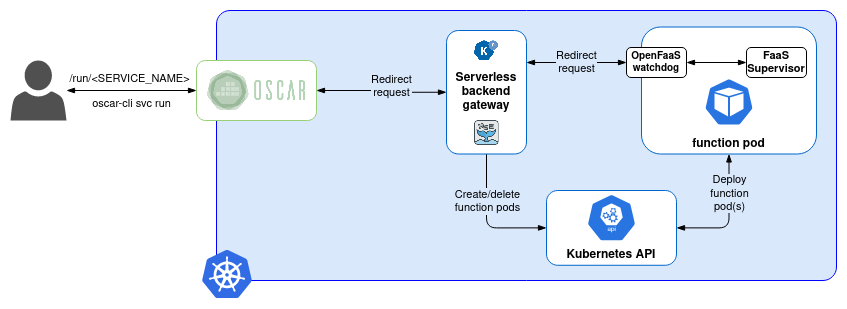 /run/<SERVICE_NAME>
oscar-cli svc run
OSCAR
Redirect
request
Serverless
backend
gateway
Redirect
request
OpenFaaS
watchdog
FaaS
Supervisor
function pod
Create/delete
function pods
Deploy
function
pod(s)
api
Kubernetes API